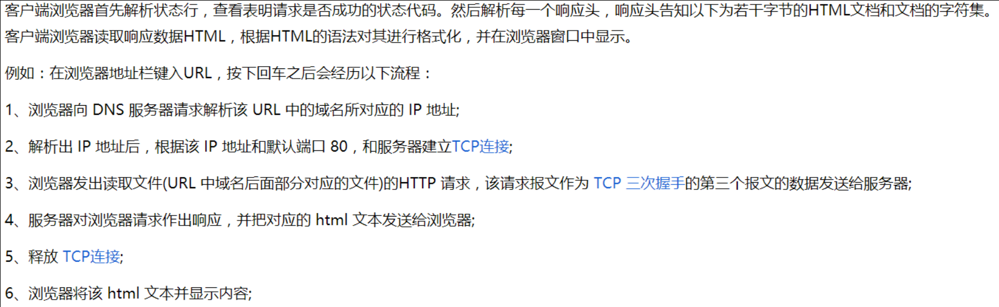 客户端浏览器首先解析状态行，查看表明请求是否成功的状态代码。然后解析每一个响应头，响应头告知以下为若干字节的HTML文档和文档的字符集。
客户端浏览器读取响应数据HTML，根据HTML的语法对其进行格式化，并在浏览器窗口中显示。
例如：在浏览器地址栏键入URL，按下回车之后会经历以下流程：
1、浏览器向 DNS 服务器请求解析该 URL 中的域名所对应的 IP 地址;
2、解析出 IP 地址后，根据该 IP 地址和默认端口 80，和服务器建立TCP连接;
3、浏览器发出读取文件(URL 中域名后面部分对应的文件)的HTTP 请求，该请求报文作为 TCP 三次握手的第三个报文的数据发送给服务器;
4、服务器对浏览器请求作出响应，并把对应的 html 文本发送给浏览器;
5、释放 TCP连接;
6、浏览器将该 html 文本并显示内容;